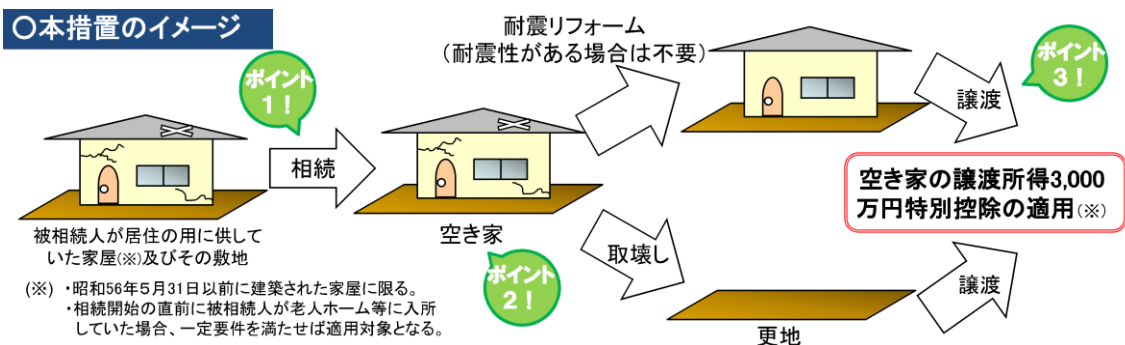 〇本措置のイメージ
ポイント
1!
相続
被相続人が居住の用に供して
いた家屋(※)及びその敷地
(※) ・昭和56年5月31日以前に建築された家屋に限る。
・相続開始の直前に被相続人が老人ホーム等に入所
していた場合、一定要件を満たせば適用対象となる。
空き家
ポイント
2!
耐震リフォーム
(耐震性がある場合は不要)
取壊し
更地
譲渡
ポイント
3!
空き家の譲渡所得3,000
万円特別控除の適用(※)
譲渡